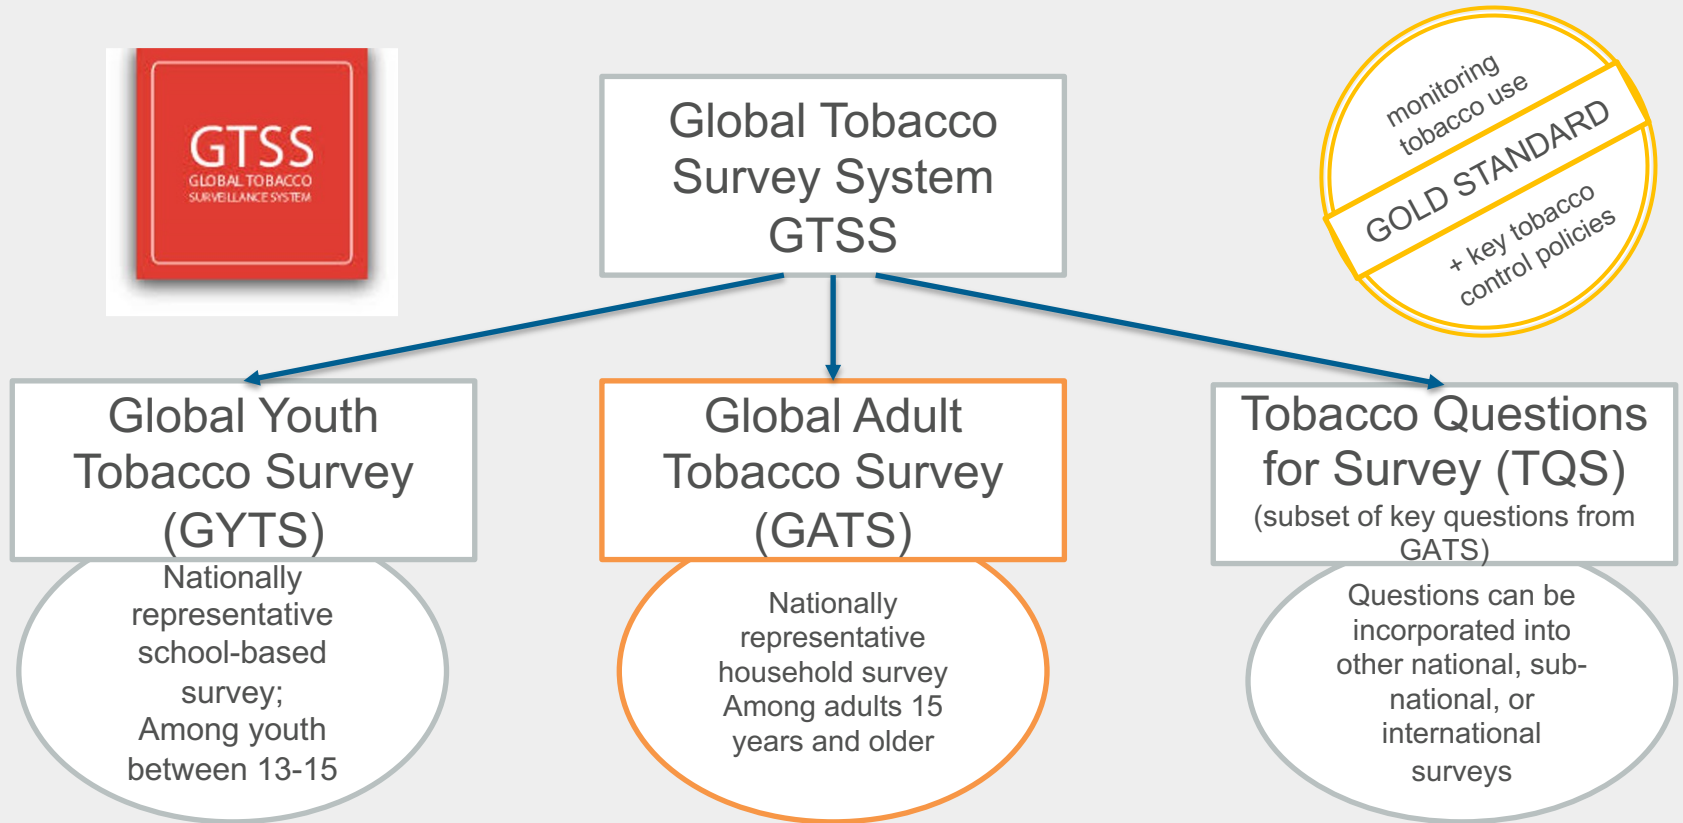 GTSS
GLOBAL TOBACCO
SURVEILLANCE SYSTEM
Global Tobacco
Survey System
GTSS
monitoring
tobacco use
GOLD STANDARD
+ key tobacco
control policies
Global Youth
Tobacco Survey
(GYTS)
Nationally
representative
school-based
survey;
Among youth
between 13-15
Global Adult
Tobacco Survey
(GATS)
Nationally
representative
household survey
Among adults 15
years and older
Tobacco Questions
for Survey (TQS)
(subset of key questions from
GATS)
Questions can be
incorporated into
other national, sub-
national, or
international
surveys